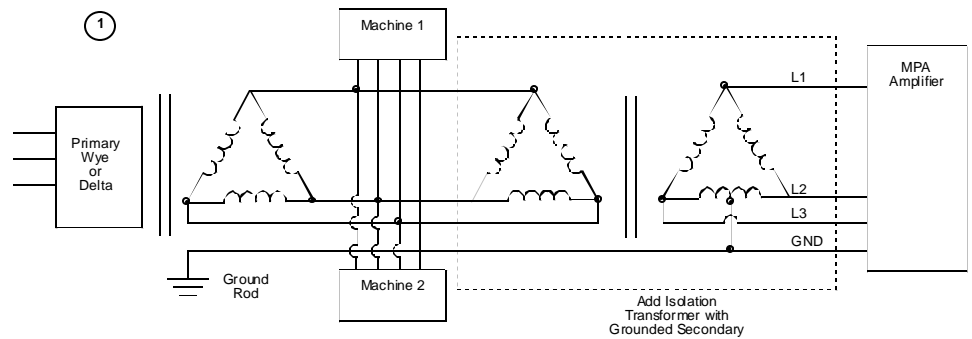 1
Machine 1
MPA
Amplifier
L1
Primary
Wye
or
Delta
L2
L3
GND
Ground
Rod
Machine 2
Add Isolation
Transformer with
Grounded Secondary